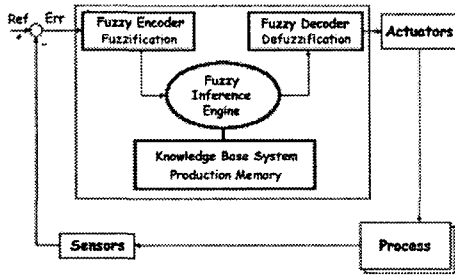 Ref
Err
+
-
Fuzzy Encoder
Fuzzification
Fuzzy Decoder
Defuzzification
Actuators
Fuzzy
Inference
Engine
Knowledge Base System
Production Memory
Sensors
Process